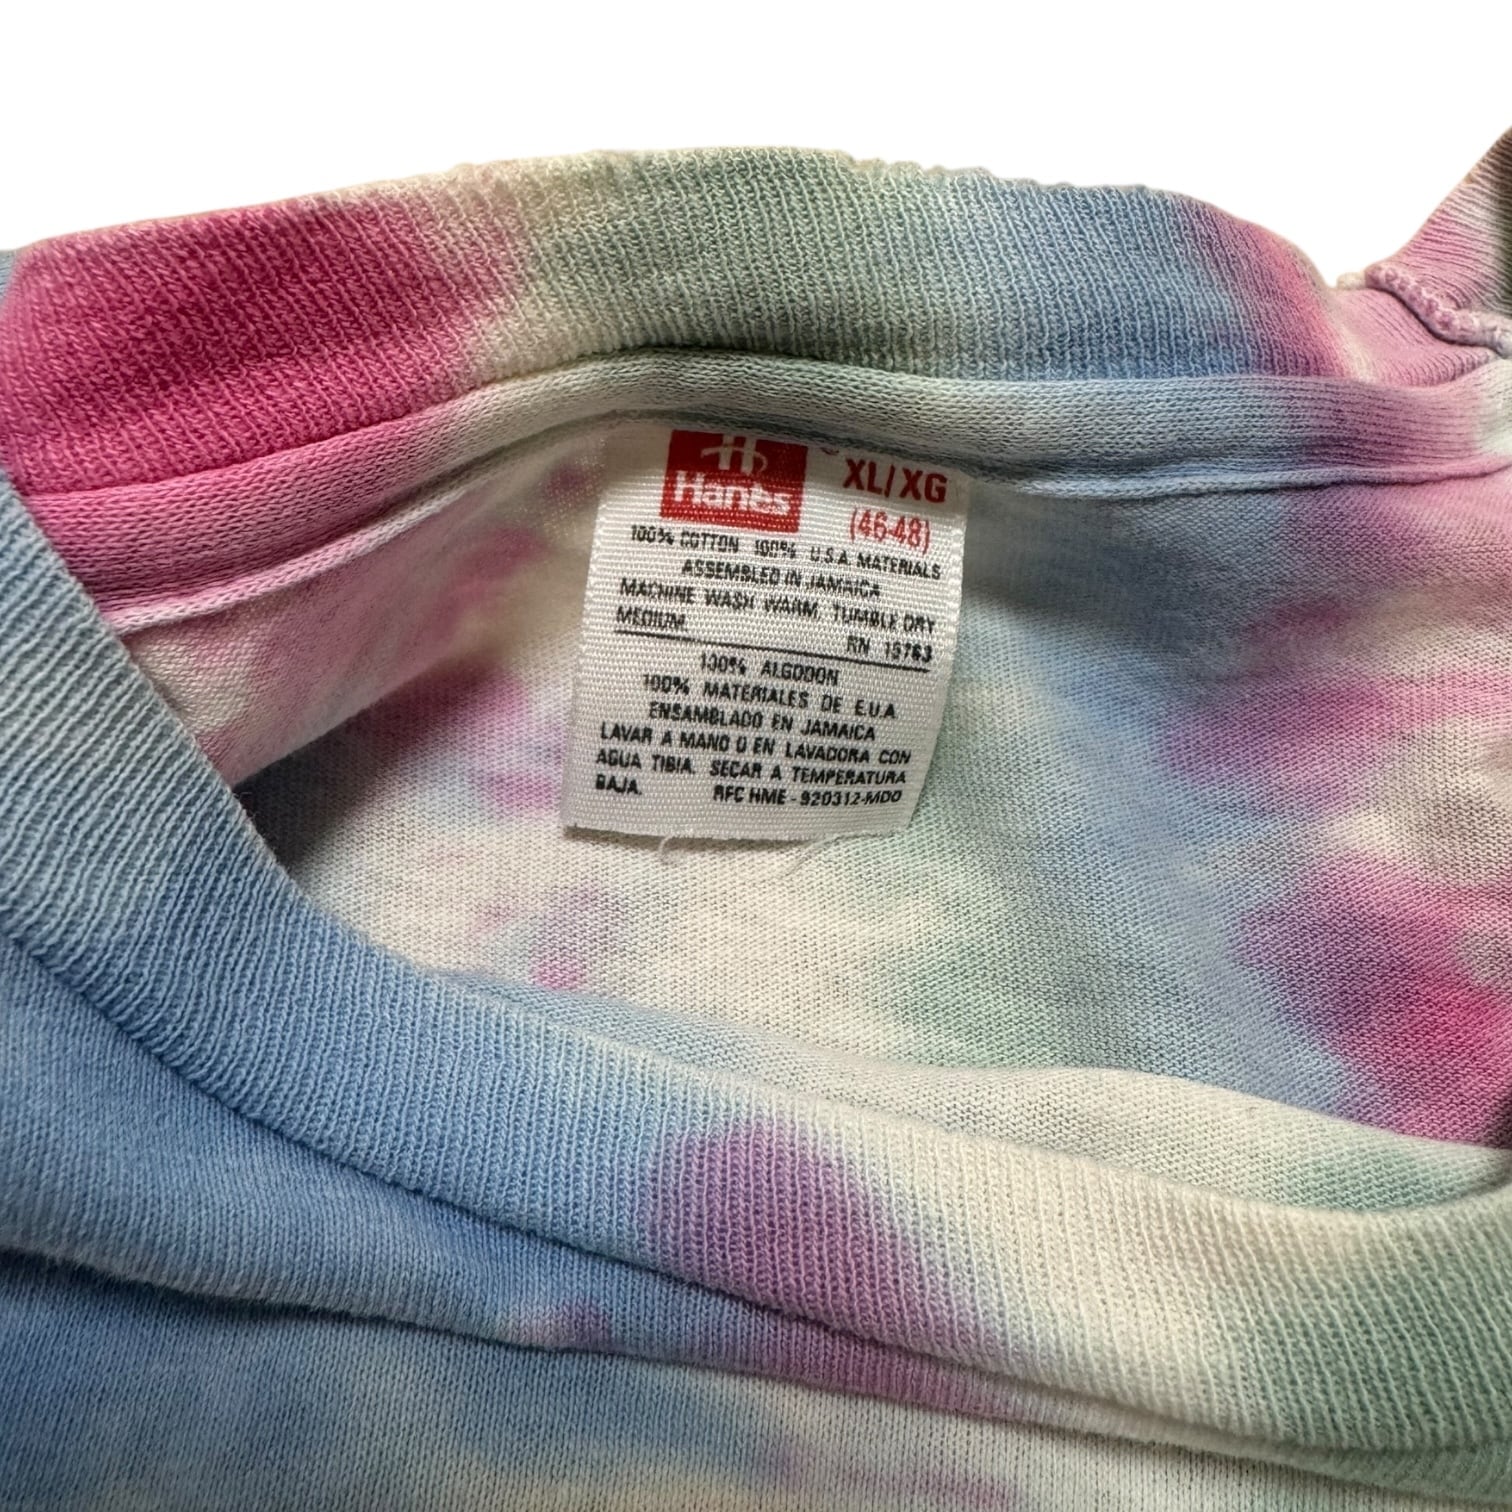 Hanes XL/XG
(46-48)
100% COTTON 100% U.S.A. MATERIALS
ASSEMBLED IN JAMAICA
MACHINE WASH WARM, TUMBLE DRY
MEDIUM. RN 15763
100% ALGODON
100% MATERIALES DE E.U.A.
ENSAMBLADO EN JAMAICA
LAVAR A MANO O EN LAVADORA CON
AGUA TIBIA. SECAR A TEMPERATURA
BAJA. RFC HME-920312-MD0